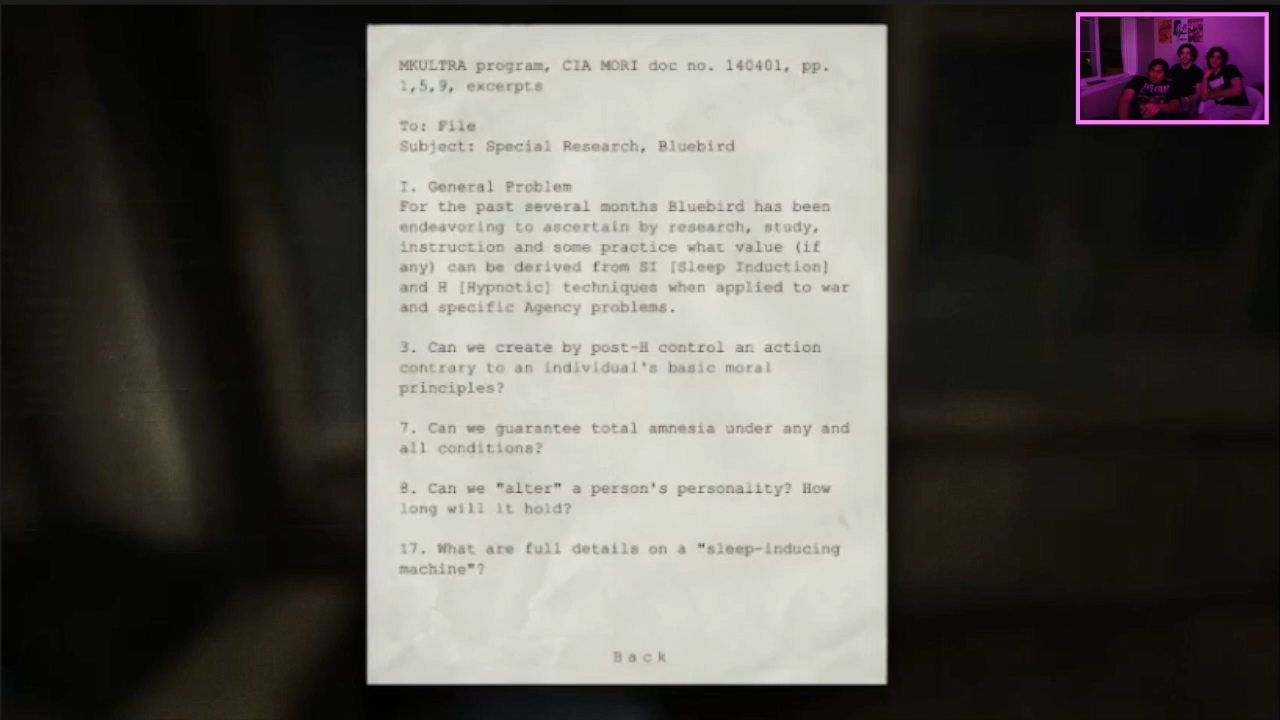 MKULTRA program, CIA MORI doc no. 140401, pp.
1,5,9, excerpts
To: File
Subject: Special Research, Bluebird
I. General Problem
For the past several months Bluebird has been
endeavoring to ascertain by research, study,
instruction and some practice what value (if
any) can be derived from SI [Sleep Induction]
and H [Hypnotic] techniques when applied to war
and specific Agency problems.
3. Can we create by post-H control an action
contrary to an individual's basic moral
principles?
7. Can we guarantee total amnesia under any and
all conditions?
8. Can we "alter" a person's personality? How
long will it hold?
17. What are full details on a "sleep-inducing
machine"?
Back